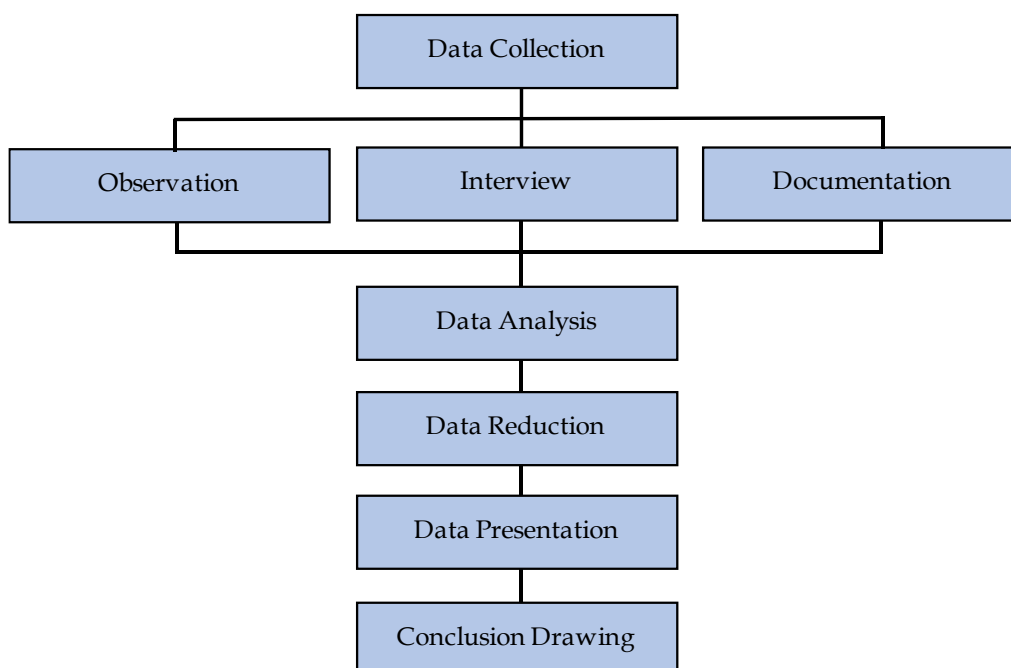 Data Collection
Observation
Interview
Documentation
Data Analysis
Data Reduction
Data Presentation
Conclusion Drawing